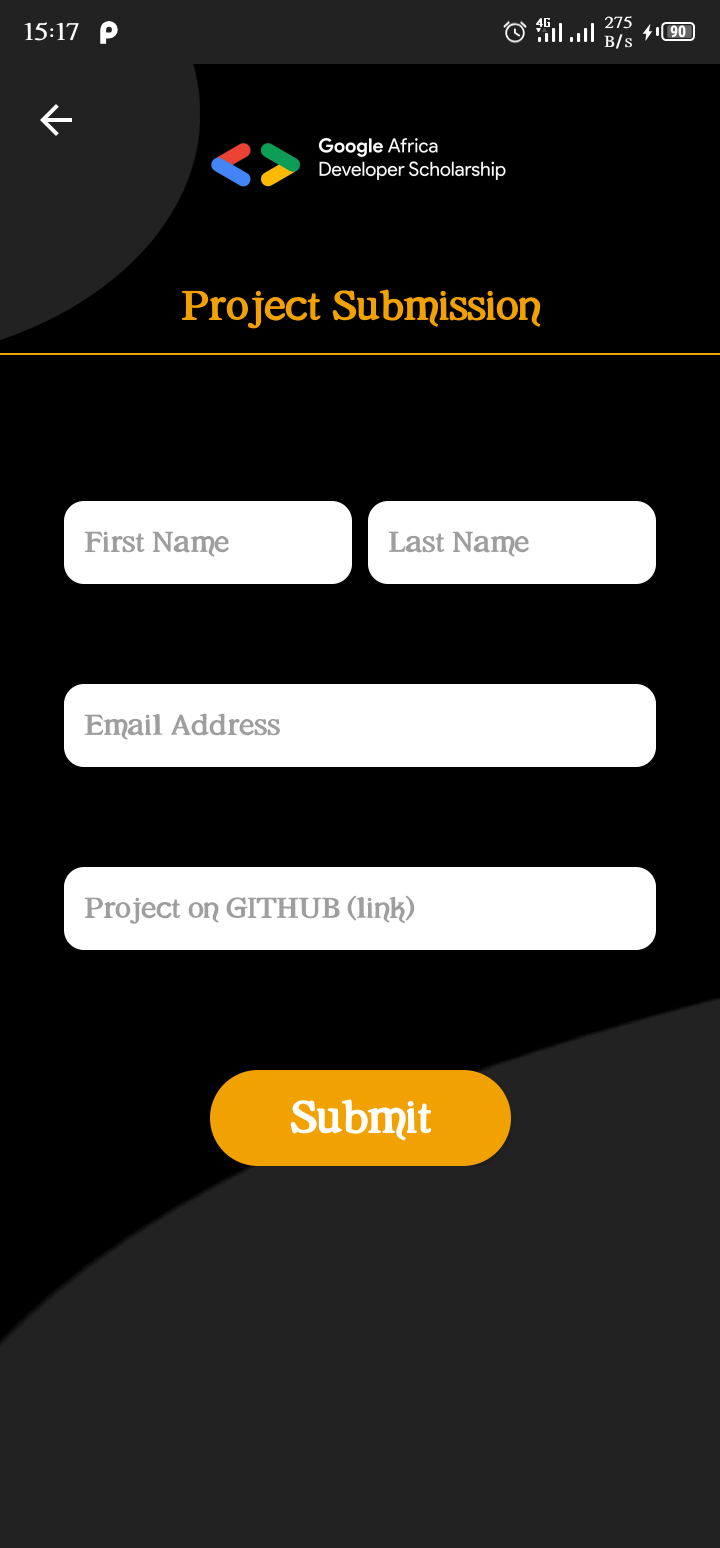 15:17
4G
275
B/s
90
Google Africa
Developer Scholarship
Project Submission
First Name
Last Name
Email Address
Project on GITHUB (link)
Submit